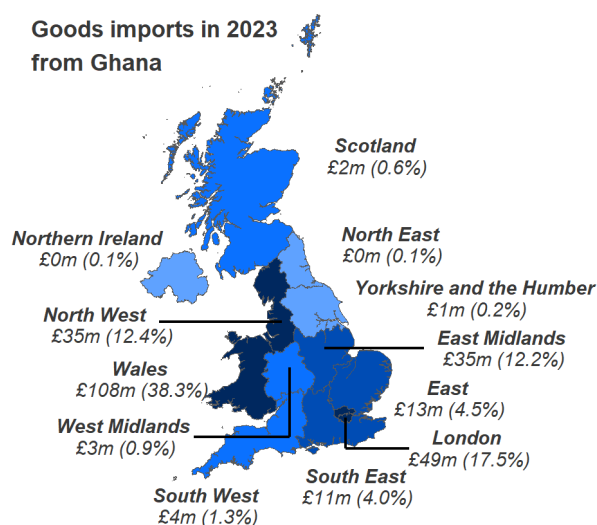 Goods imports in 2023
from Ghana
Scotland
£2m (0.6%)
Northern Ireland
£0m (0.1%)
North East
£0m (0.1%)
Yorkshire and the Humber
£1m (0.2%)
North West
£35m (12.4%)
East Midlands
£35m (12.2%)
Wales
£108m (38.3%)
East
£13m (4.5%)
West Midlands
£3m (0.9%)
London
£49m (17.5%)
South East
£11m (4.0%)
South West
£4m (1.3%)